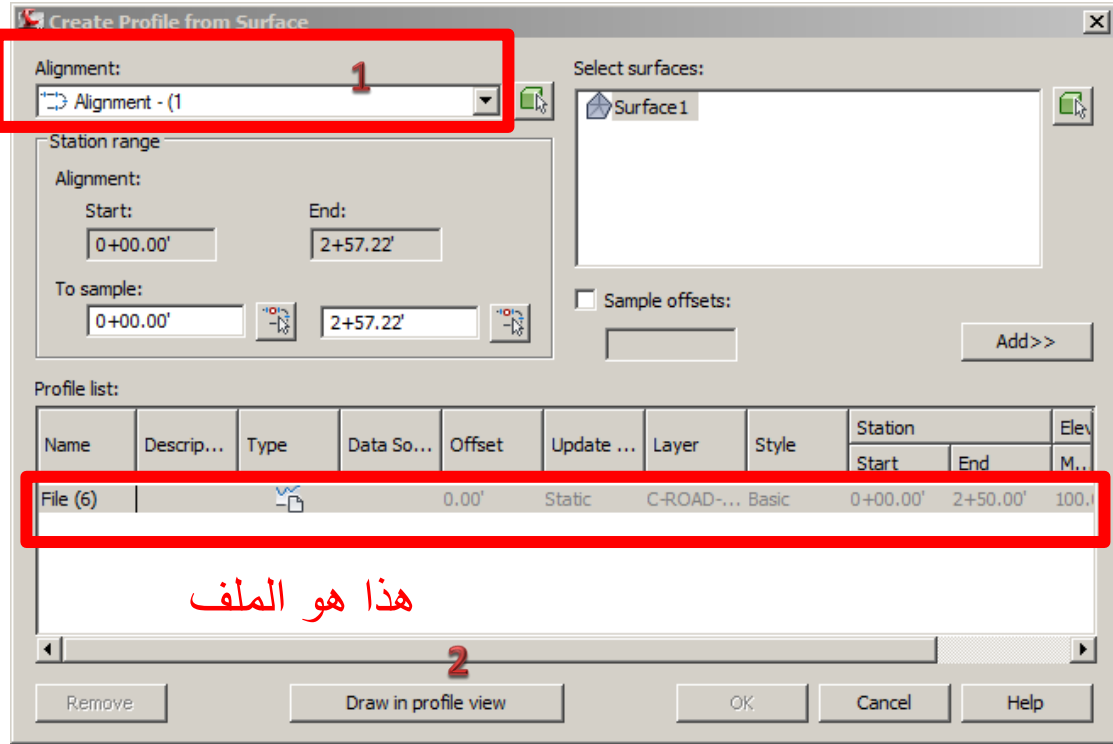 Create Profile from Surface
Alignment:
1
Select surfaces:
Alignment - (1
Surface1
Station range
Alignment:
Start:
End:
0+00.00'
2+57.22'
To sample:
0+00.00'
2+57.22'
Sample offsets:
Add>>
Profile list:
Name Descrip... Type Data So... Offset Update ... Layer Style Station Elev
Start End M...
File (6) 0.00' Static C-ROAD-... Basic 0+00.00' 2+50.00' 100.
هذا هو الملف
2
Remove Draw in profile view OK Cancel Help